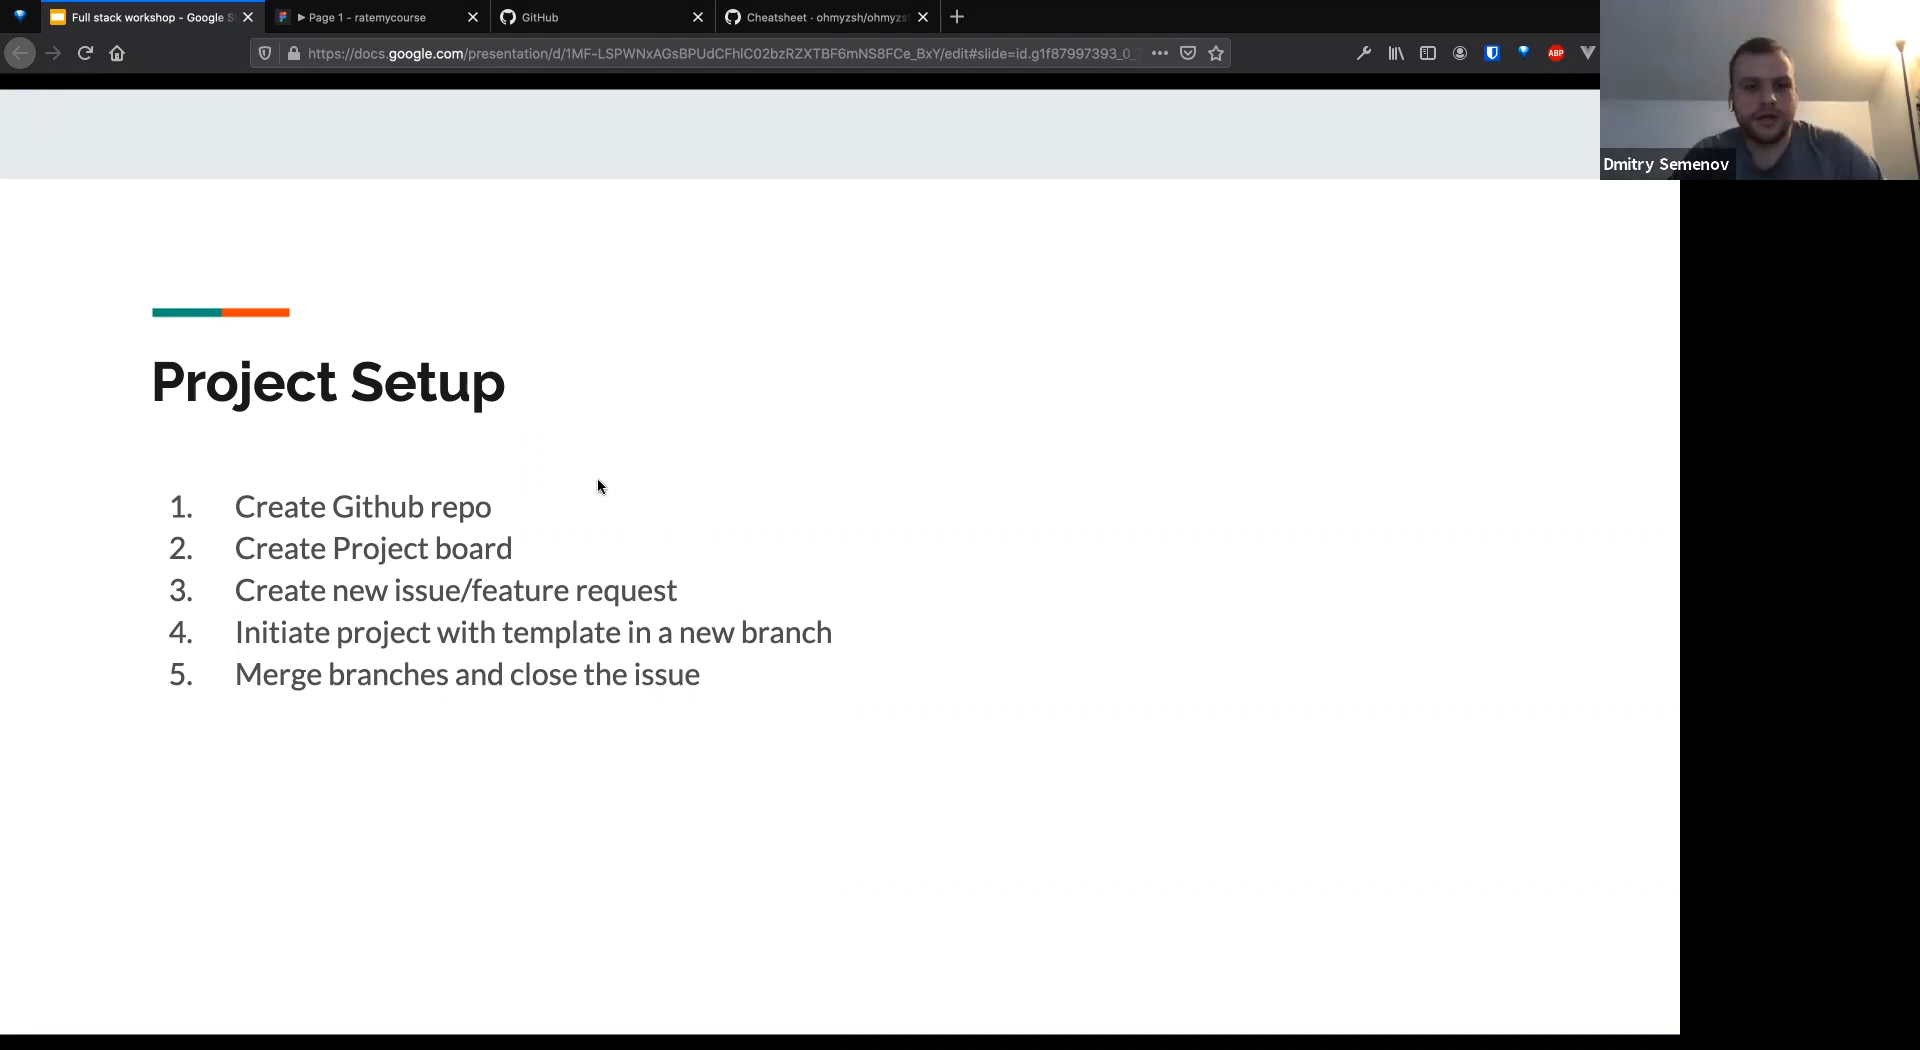 Full stack workshop - Google S
Page 1 - ratemycourse
GitHub
Cheatsheet · ohmyzsh/ohmyzs
https://docs.google.com/presentation/d/1MF-LSPWNxAGsBPUdCFhlC02bzRZXTBF6mNS8FCe_BxY/edit#slide=id.g1f87997393_0_
ABP
Dmitry Semenov
Project Setup
1. Create Github repo
2. Create Project board
3. Create new issue/feature request
4. Initiate project with template in a new branch
5. Merge branches and close the issue